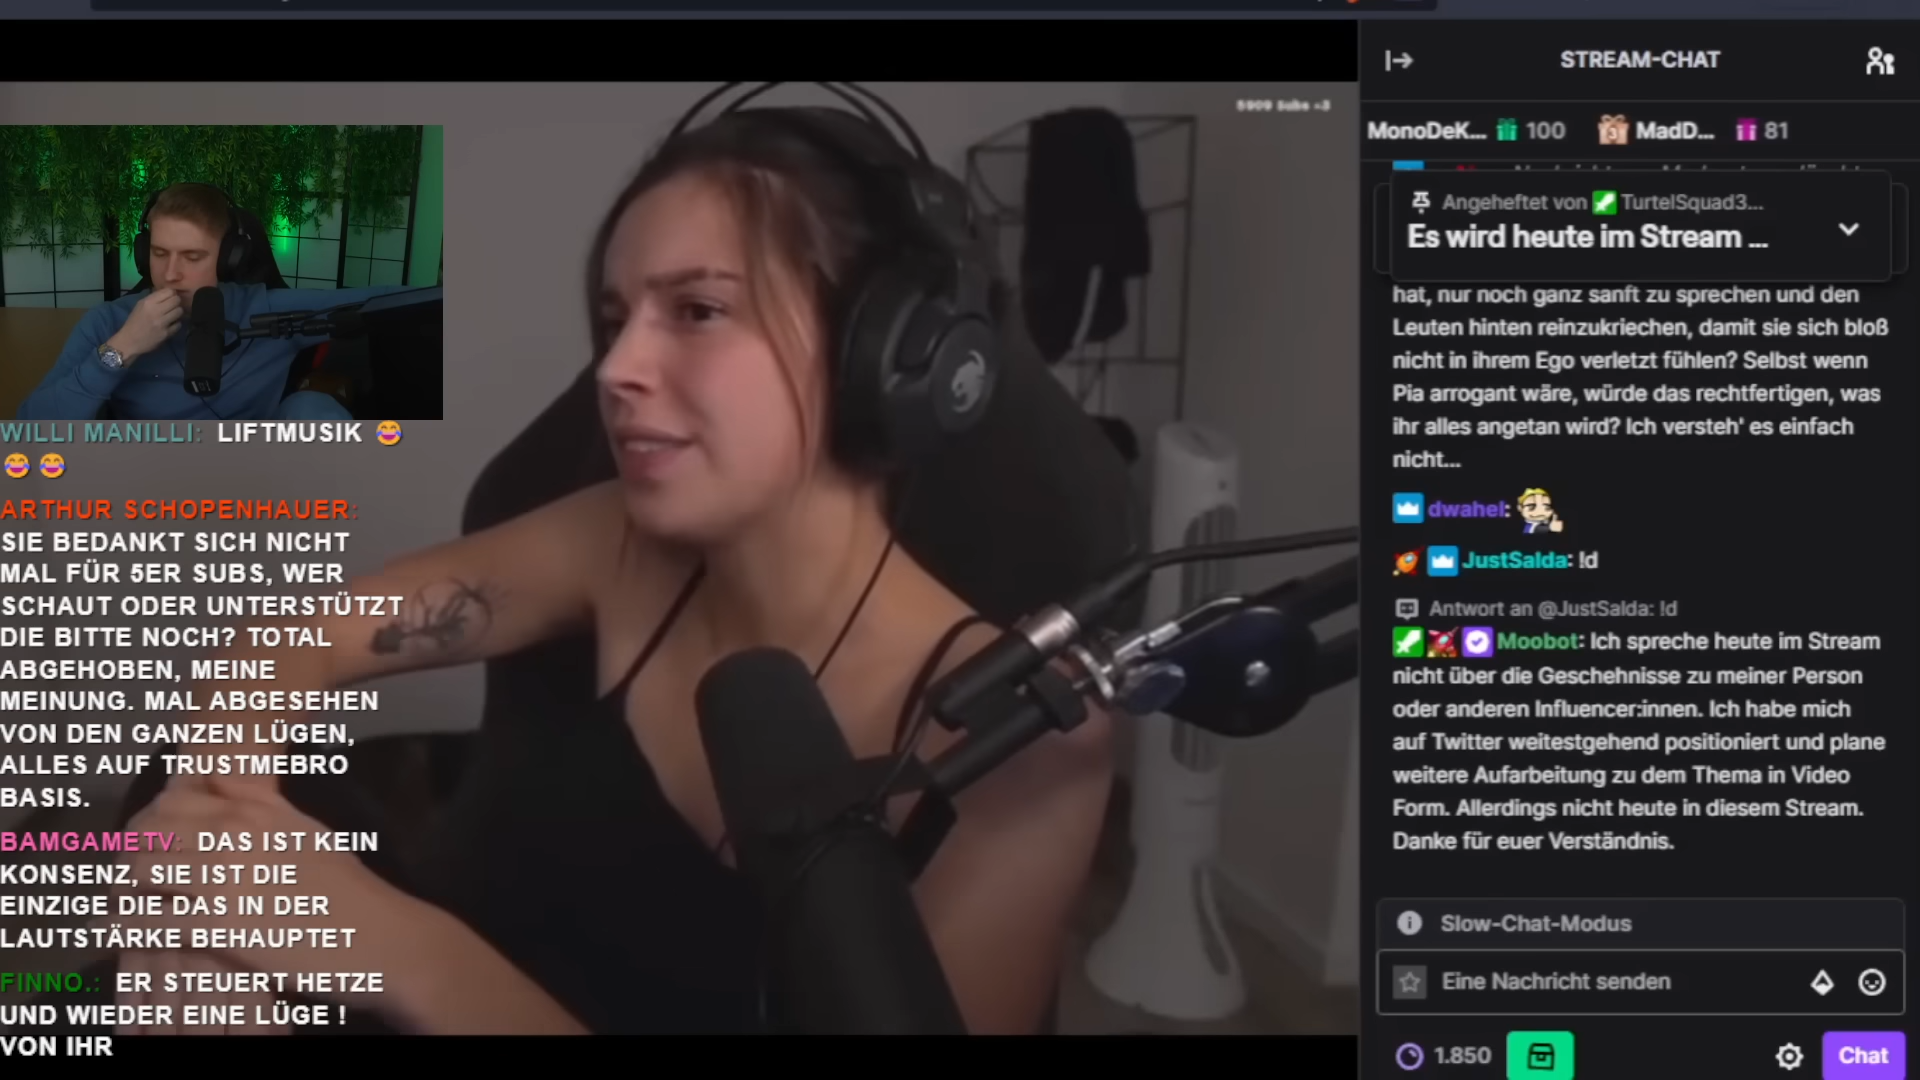 5909 Subs +3
WILLI MANILLI: LIFTMUSIK
ARTHUR SCHOPENHAUER:
SIE BEDANKT SICH NICHT
MAL FÜR 5ER SUBS, WER
SCHAUT ODER UNTERSTÜTZT
DIE BITTE NOCH? TOTAL
ABGEHOBEN, MEINE
MEINUNG. MAL ABGESEHEN
VON DEN GANZEN LÜGEN,
ALLES AUF TRUSTMEBRO
BASIS.
BAMGAMETV: DAS IST KEIN
KONSENZ, SIE IST DIE
EINZIGE DIE DAS IN DER
LAUTSTÄRKE BEHAUPTET
FINNO.: ER STEUERT HETZE
UND WIEDER EINE LÜGE !
VON IHR
STREAM-CHAT
MonoDeK... 100 MadD... 81
Angeheftet von TurtelSquad3...
Es wird heute im Stream ...
hat, nur noch ganz sanft zu sprechen und den
Leuten hinten reinzukriechen, damit sie sich bloß
nicht in ihrem Ego verletzt fühlen? Selbst wenn
Pia arrogant wäre, würde das rechtfertigen, was
ihr alles angetan wird? Ich versteh' es einfach
nicht...
dwahel:
JustSalda: !d
Antwort an @JustSalda: !d
Moobot: Ich spreche heute im Stream
nicht über die Geschehnisse zu meiner Person
oder anderen Influencer:innen. Ich habe mich
auf Twitter weitestgehend positioniert und plane
weitere Aufarbeitung zu dem Thema in Video
Form. Allerdings nicht heute in diesem Stream.
Danke für euer Verständnis.
Slow-Chat-Modus
Eine Nachricht senden
1.850
Chat